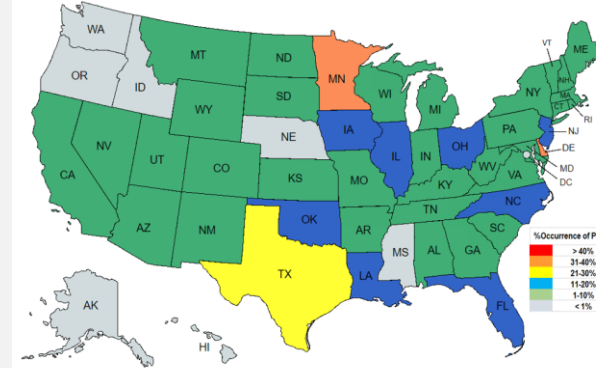 WA
MT
ND
MN
VT
ME
OR
ID
SD
WI
NY
NH
MA
CT
RI
WY
MI
NE
IA
PA
NJ
NV
UT
IL
IN
OH
DE
CA
CO
WV
VA
MD
KS
MO
KY
DC
TN
NC
AZ
NM
OK
AR
SC
MS
AL
GA
TX
LA
FL
AK
HI
%Occurrence of P
> 40%
31-40%
21-30%
11-20%
1-10%
< 1%